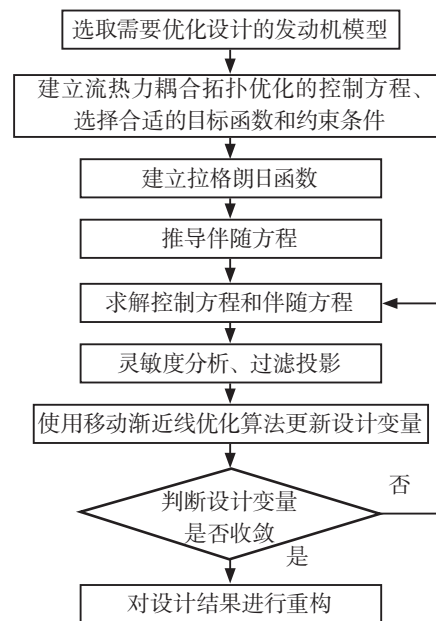 选取需要优化设计的发动机模型
建立流热力耦合拓扑优化的控制方程、
选择合适的目标函数和约束条件
建立拉格朗日函数
推导伴随方程
求解控制方程和伴随方程
灵敏度分析、过滤投影
使用移动渐近线优化算法更新设计变量
判断设计变量
是否收敛
否
是
对设计结果进行重构